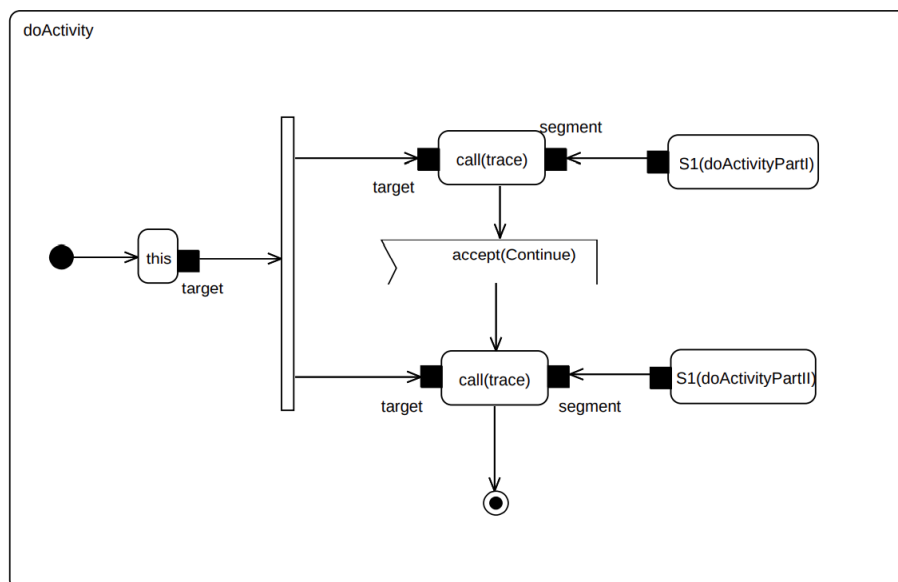 doActivity
segment
call(trace)
S1(doActivityPartI)
target
this
target
accept(Continue)
call(trace)
S1(doActivityPartII)
target
segment